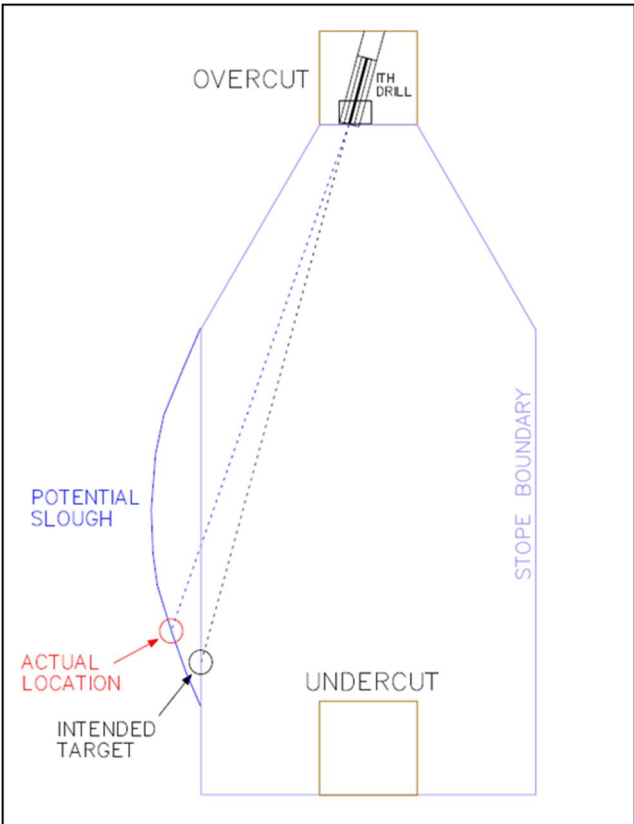 OVERCUT
ITH
DRILL
STOPE BOUNDARY
POTENTIAL
SLOUGH
ACTUAL
LOCATION
UNDERCUT
INTENDED
TARGET